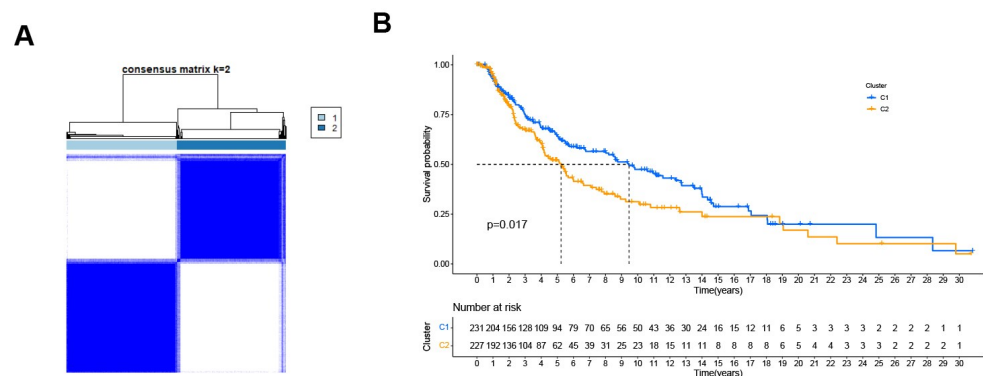 A
consensus matrix k=2
1
2
B
1.00
0.75
0.50
0.25
0.00
Survival probability
p=0.017
Cluster
C1
C2
0 1 2 3 4 5 6 7 8 9 10 11 12 13 14 15 16 17 18 19 20 21 22 23 24 25 26 27 28 29 30
Time(years)
Number at risk
Cluster
C1 231 204 156 128 109 94 79 70 65 56 50 43 36 30 24 16 15 12 11 6 5 3 3 3 3 2 2 2 2 1 1
C2 227 192 136 104 87 62 45 39 31 25 23 18 15 11 11 8 8 8 8 6 5 4 4 3 3 3 2 2 2 2 1
0 1 2 3 4 5 6 7 8 9 10 11 12 13 14 15 16 17 18 19 20 21 22 23 24 25 26 27 28 29 30
Time(years)